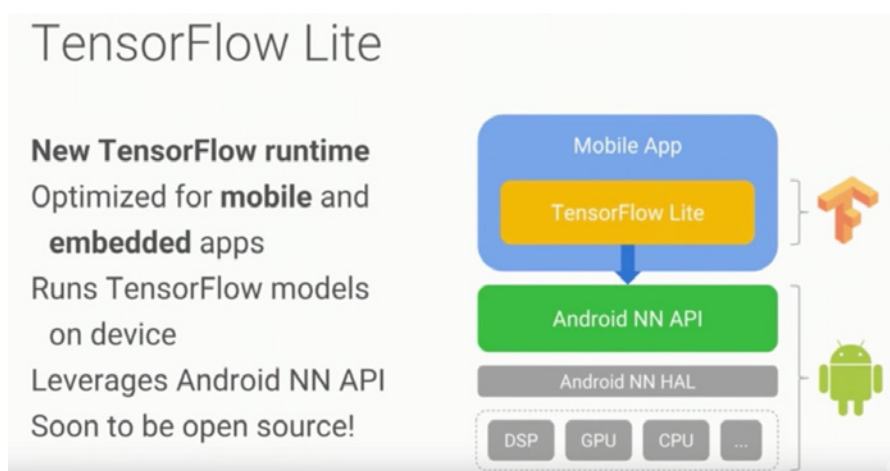 TensorFlow Lite
New TensorFlow runtime
Optimized for mobile and
embedded apps
Runs TensorFlow models
on device
Leverages Android NN API
Soon to be open source!
Mobile App
TensorFlow Lite
Android NN API
Android NN HAL
DSP GPU CPU ...